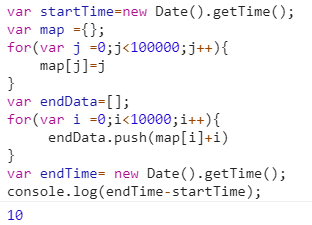 var startTime=new Date().getTime();
var map ={};
for(var j =0;j<100000;j++){
    map[j]=j
}
var endData=[];
for(var i =0;i<10000;i++){
     endData.push(map[i]+i)
}
var endTime= new Date().getTime();
console.log(endTime-startTime);
10